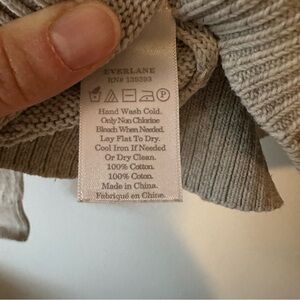 EVERLANE
RN# 139393
P
Hand Wash Cold.
Only Non Chlorine
Bleach When Needed.
Lay Flat To Dry.
Cool Iron If Needed
Or Dry Clean.
100% Cotton.
100% Coton.
Made in China.
Fabriqué en Chine.